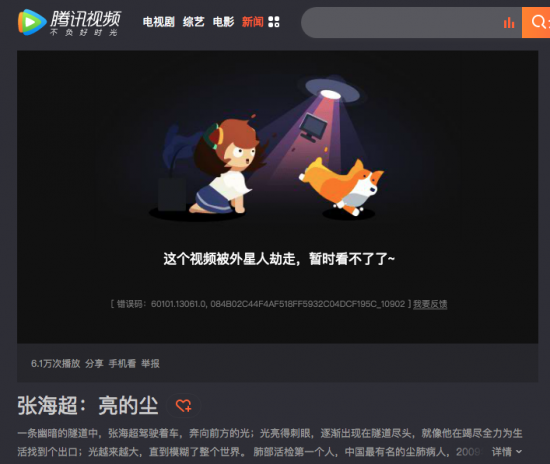 腾讯视频
不负好时光
电视剧 综艺 电影 新闻
这个视频被外星人劫走，暂时看不了了~
[ 错误码：60101.13061.0, 084B02C44F4AF518FF5932C04DCF195C_10902 ] 我要反馈
6.1万次播放 分享 手机看 举报
张海超：亮的尘
一条幽暗的隧道中，张海超驾驶着车，奔向前方的光；光亮得刺眼，逐渐出现在隧道尽头，就像他在竭尽全力为生
活找到个出口；光越来越大，直到模糊了整个世界。 肺部活检第一个人，中国最有名的尘肺病人，2009 详情